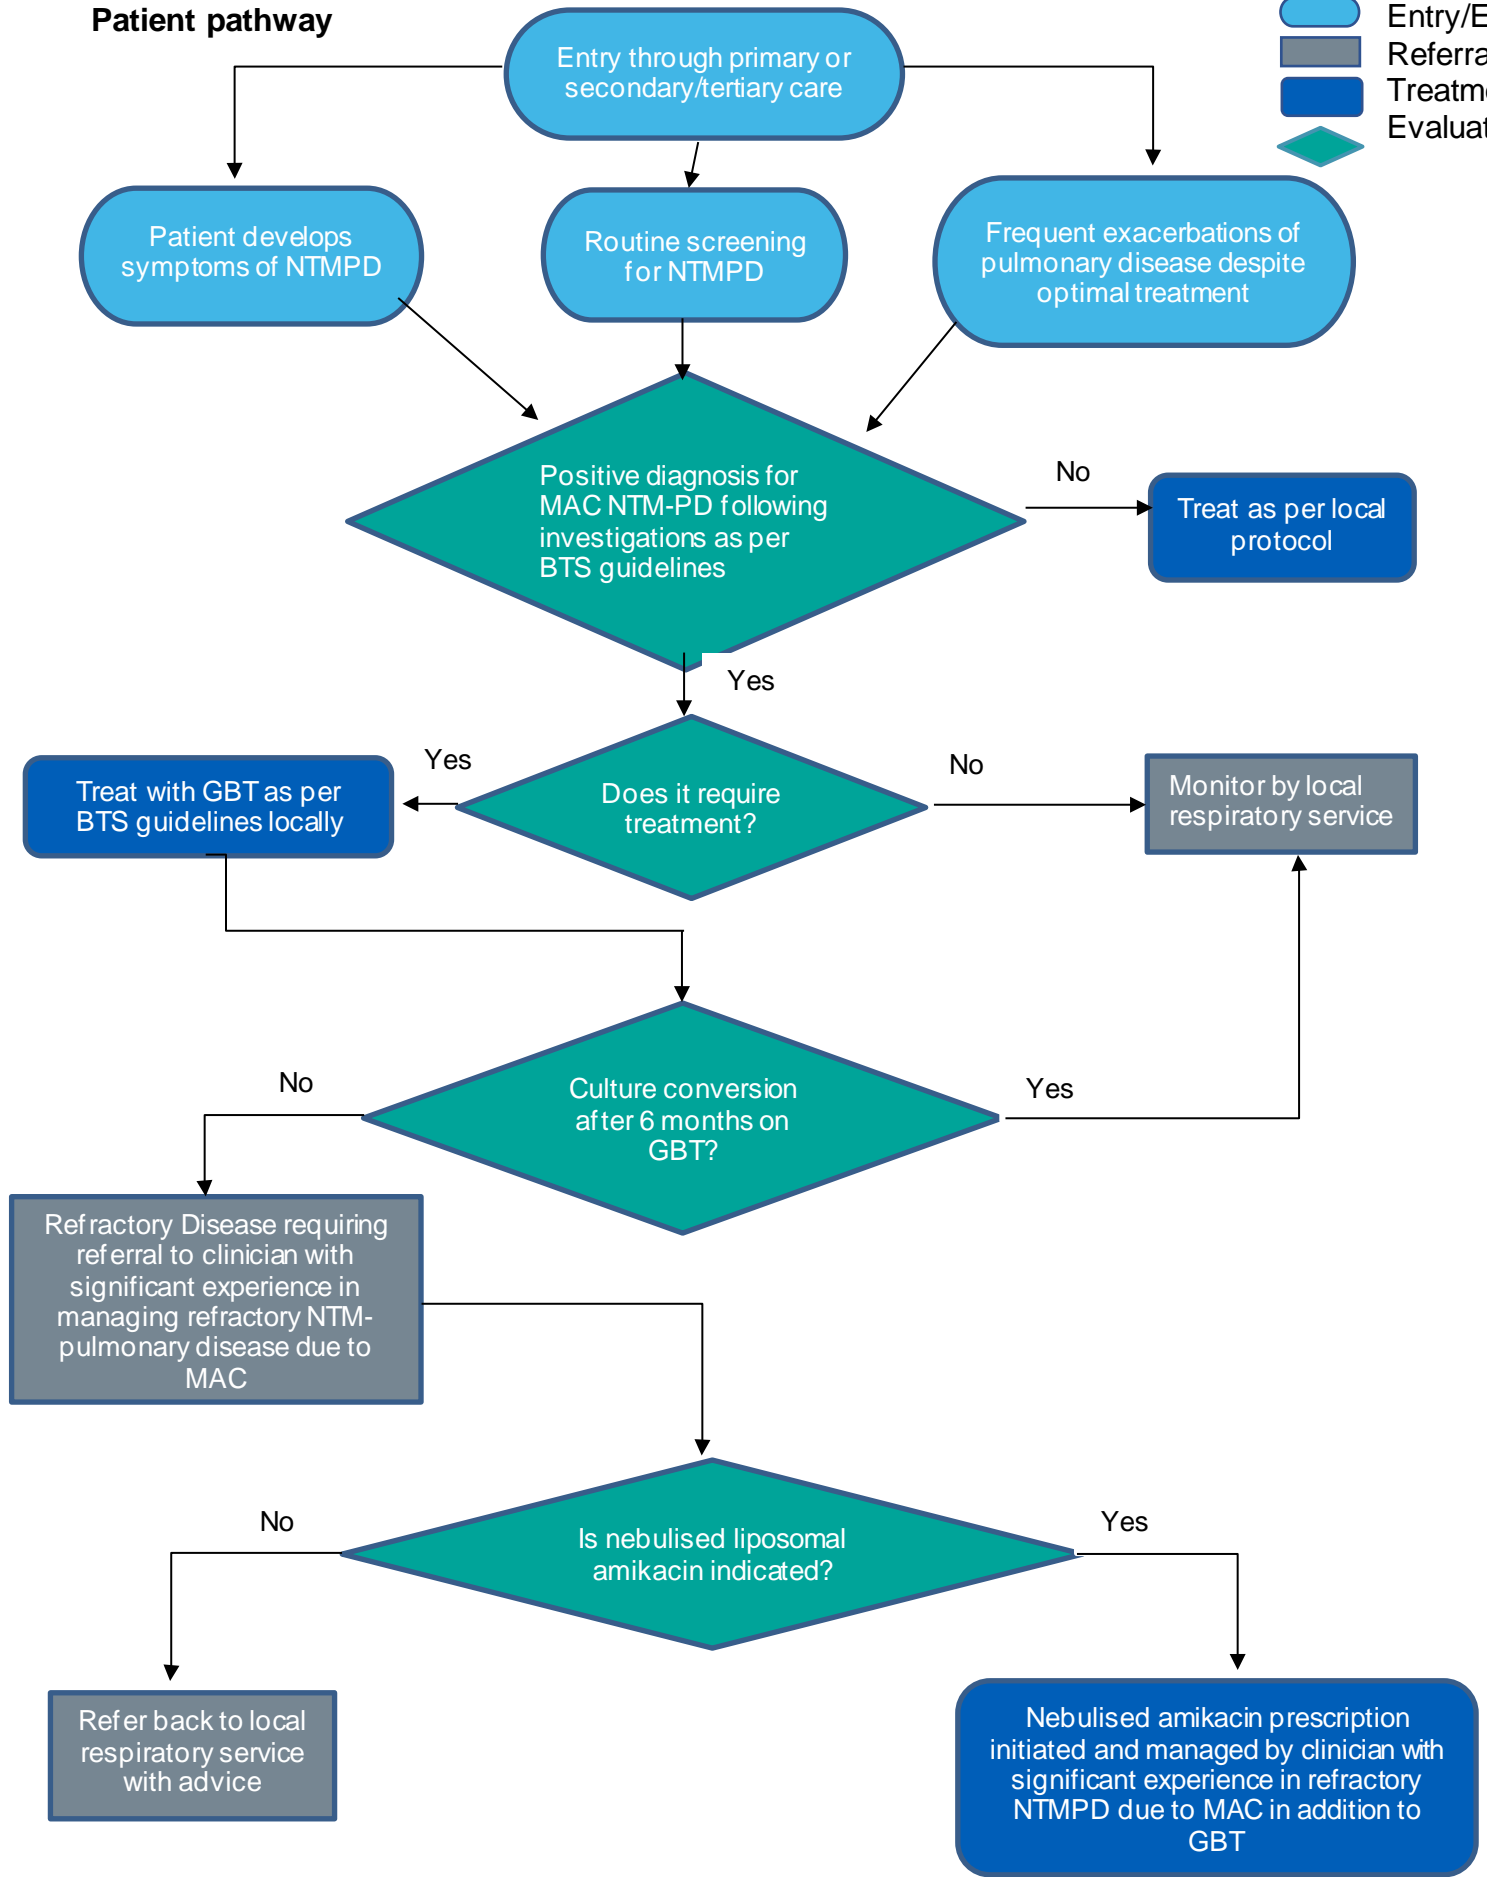 Patient pathway
Entry/E
Referra
Treatme
Evaluat
Entry through primary or
secondary/tertiary care
Patient develops
symptoms of NTMPD
Routine screening
for NTMPD
Frequent exacerbations of
pulmonary disease despite
optimal treatment
Positive diagnosis for
MAC NTM-PD following
investigations as per
BTS guidelines
No
Treat as per local
protocol
Yes
Yes
Treat with GBT as per
BTS guidelines locally
Does it require
treatment?
No
Monitor by local
respiratory service
Culture conversion
after 6 months on
GBT?
No
Yes
Refractory Disease requiring
referral to clinician with
significant experience in
managing refractory NTM-
pulmonary disease due to
MAC
Is nebulised liposomal
amikacin indicated?
No
Yes
Refer back to local
respiratory service
with advice
Nebulised amikacin prescription
initiated and managed by clinician with
significant experience in refractory
NTMPD due to MAC in addition to
GBT